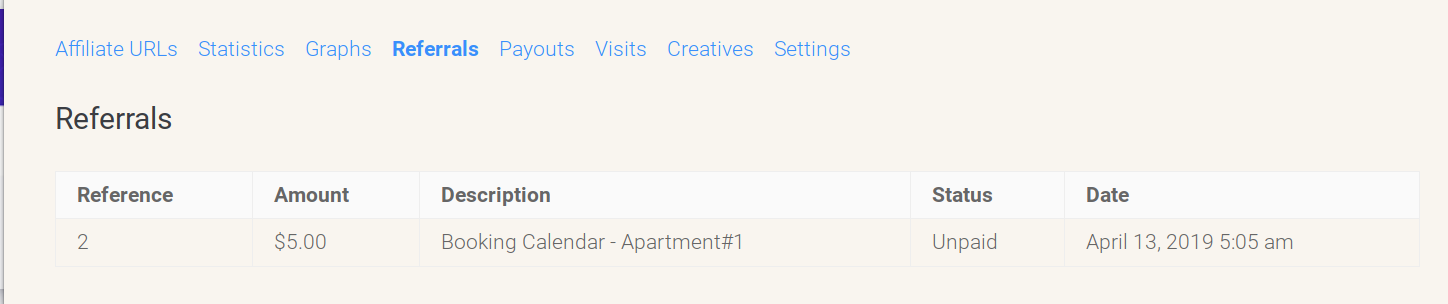 Affiliate URLs Statistics Graphs Referrals Payouts Visits Creatives Settings
Referrals
Reference Amount Description Status Date
2 $5.00 Booking Calendar - Apartment#1 Unpaid April 13, 2019 5:05 am